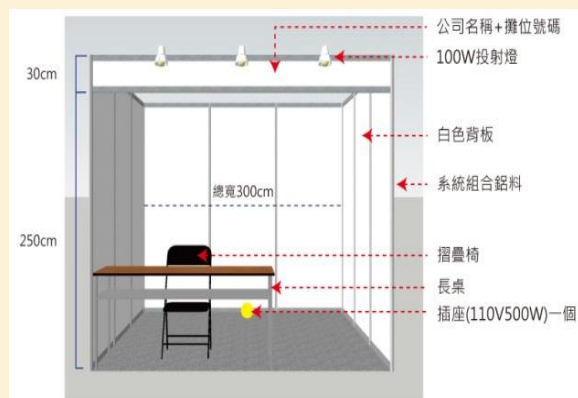 公司名稱+攤位號碼
100W投射燈
30cm
白色背板
系統組合鋁料
總寬300cm
250cm
摺疊椅
長桌
插座(110V500W)一個